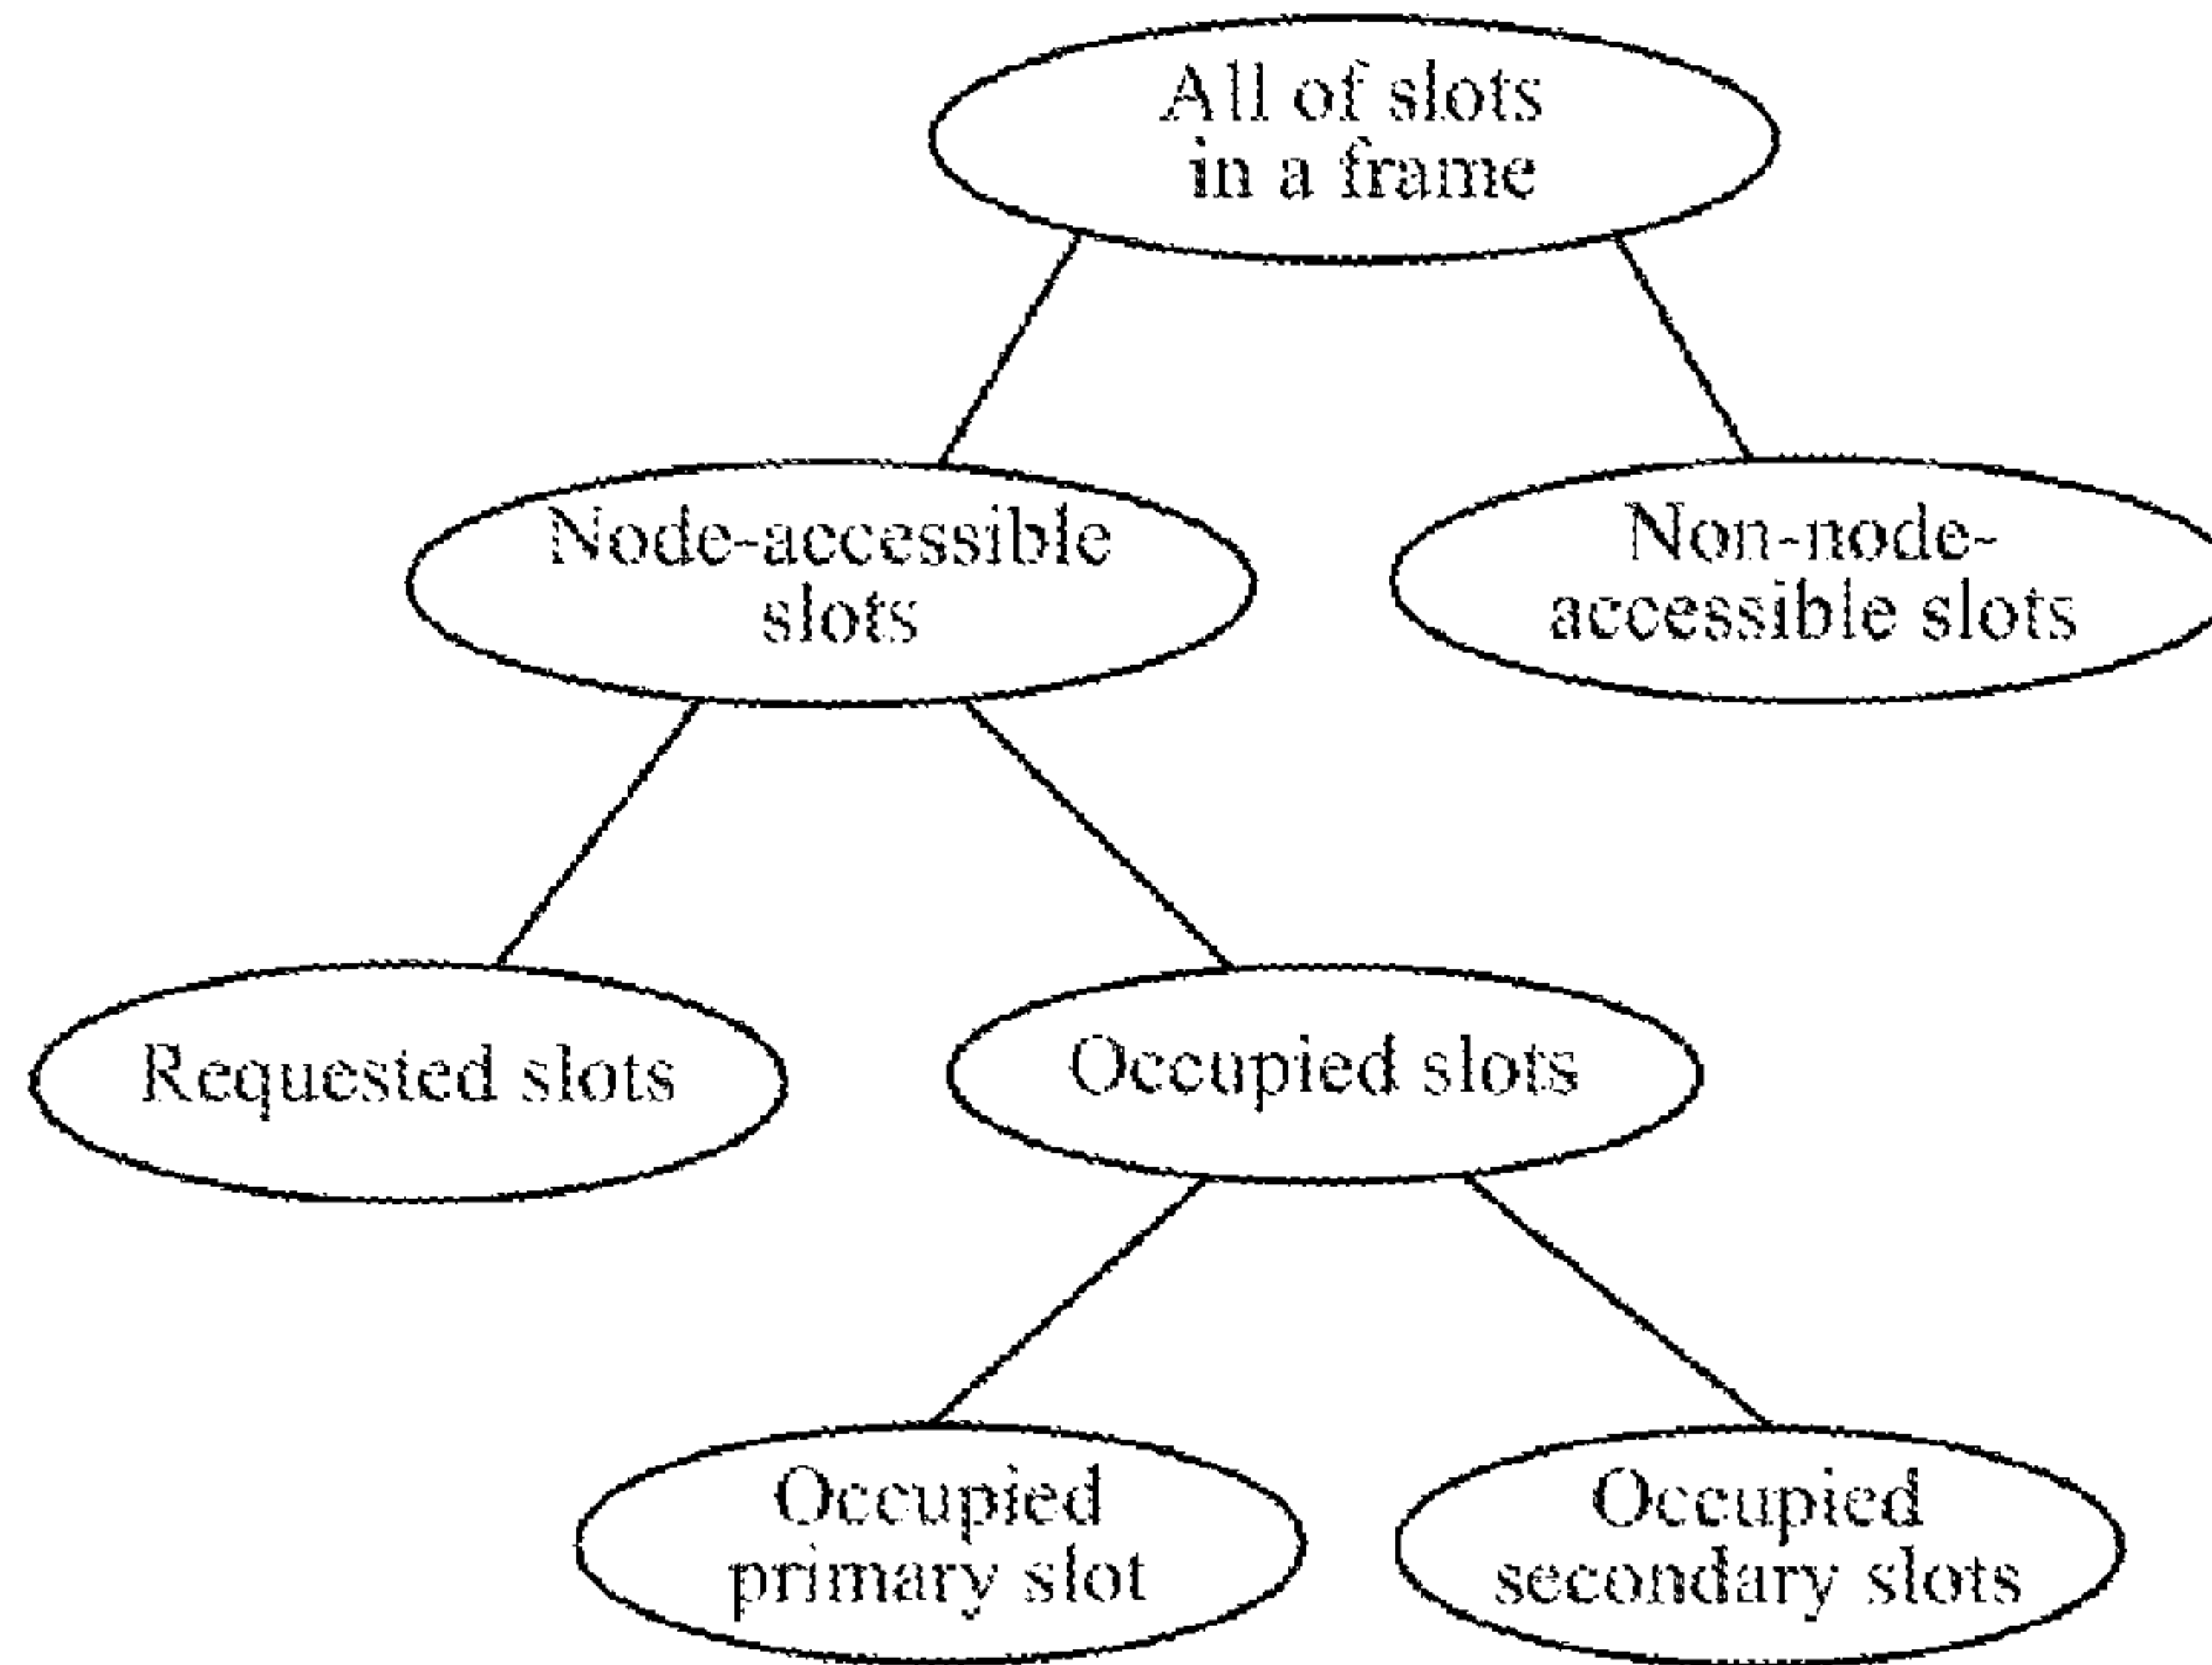 All of slots
in a frame
Node-accessible
slots
Non-node-
accessible slots
Requested slots
Occupied slots
Occupied
primary slot
Occupied
secondary slots